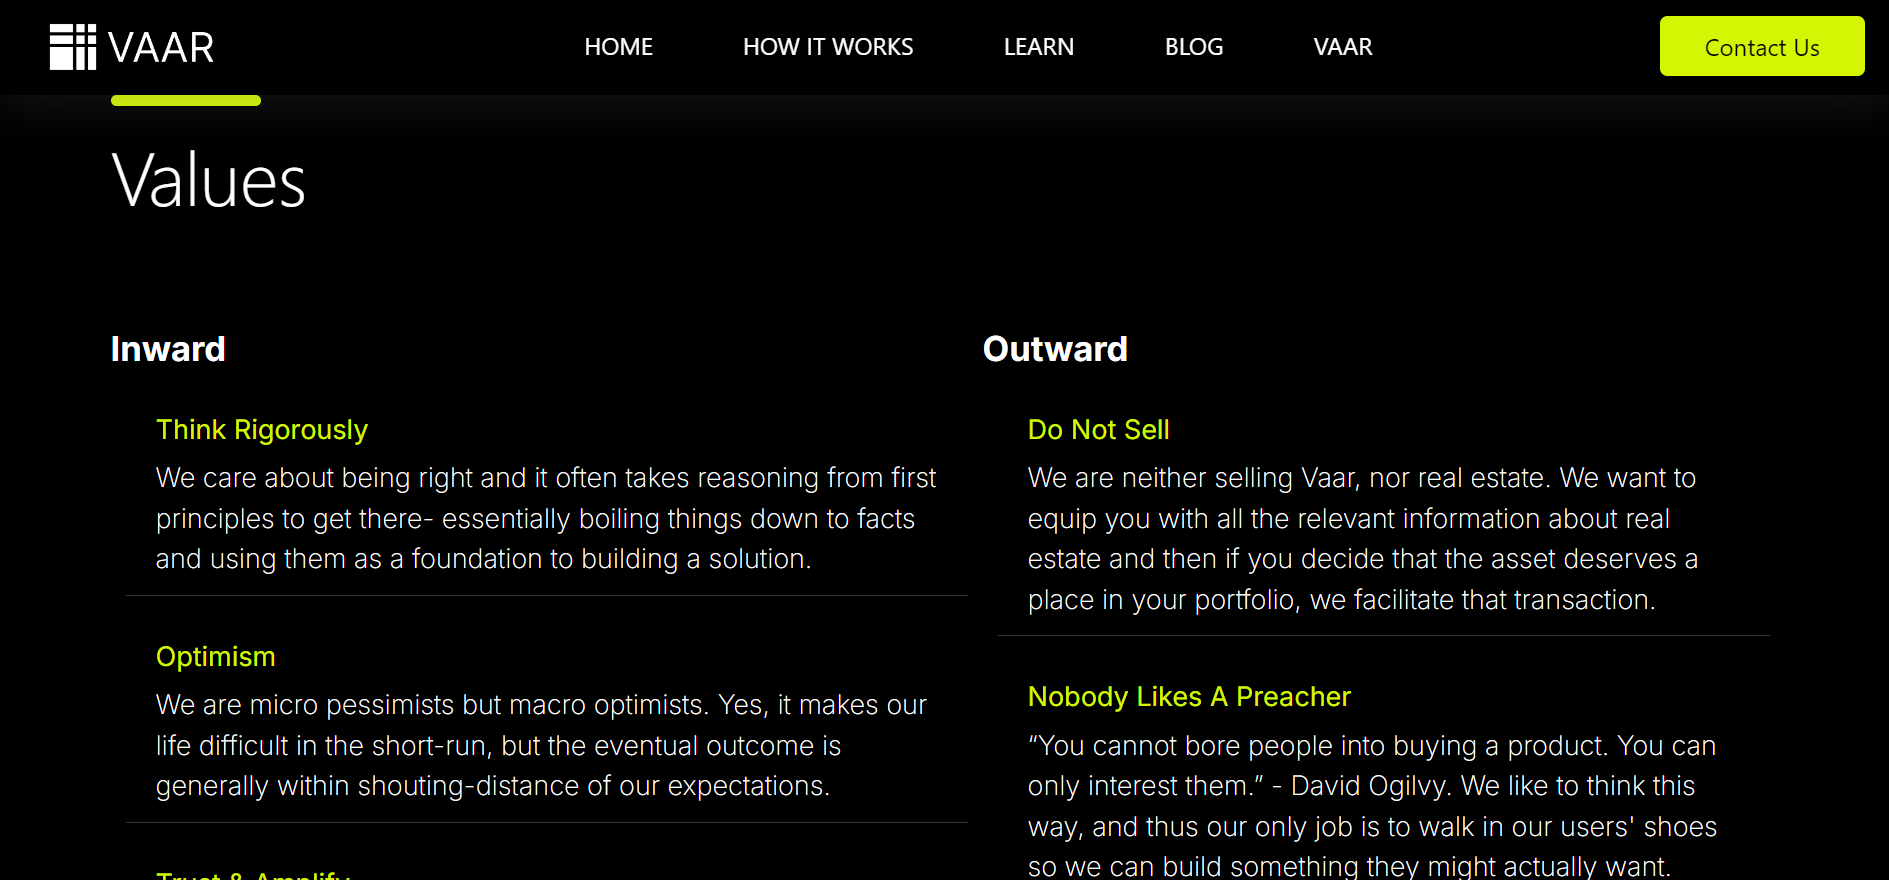 VAAR
HOME
HOW IT WORKS
LEARN
BLOG
VAAR
Contact Us
Values
Inward
Think Rigorously
We care about being right and it often takes reasoning from first
principles to get there- essentially boiling things down to facts
and using them as a foundation to building a solution.
Optimism
We are micro pessimists but macro optimists. Yes, it makes our
life difficult in the short-run, but the eventual outcome is
generally within shouting-distance of our expectations.
Trust & Amplify
Outward
Do Not Sell
We are neither selling Vaar, nor real estate. We want to
equip you with all the relevant information about real
estate and then if you decide that the asset deserves a
place in your portfolio, we facilitate that transaction.
Nobody Likes A Preacher
“You cannot bore people into buying a product. You can
only interest them.” - David Ogilvy. We like to think this
way, and thus our only job is to walk in our users' shoes
so we can build something they might actually want.